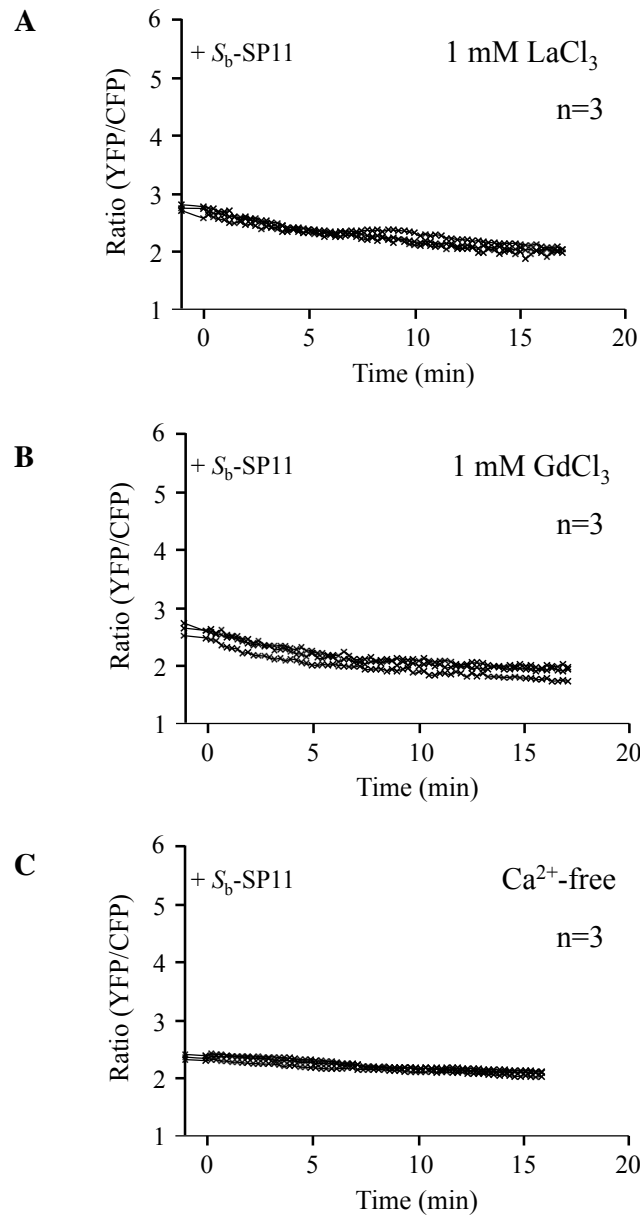 A
+ Sb-SP11
1 mM LaCl3
n=3
Ratio (YFP/CFP)
6
5
4
3
2
1
0 5 10 15 20
Time (min)
B
+ Sb-SP11
1 mM GdCl3
n=3
Ratio (YFP/CFP)
6
5
4
3
2
1
0 5 10 15 20
Time (min)
C
+ Sb-SP11
Ca2+-free
n=3
Ratio (YFP/CFP)
6
5
4
3
2
1
0 5 10 15 20
Time (min)